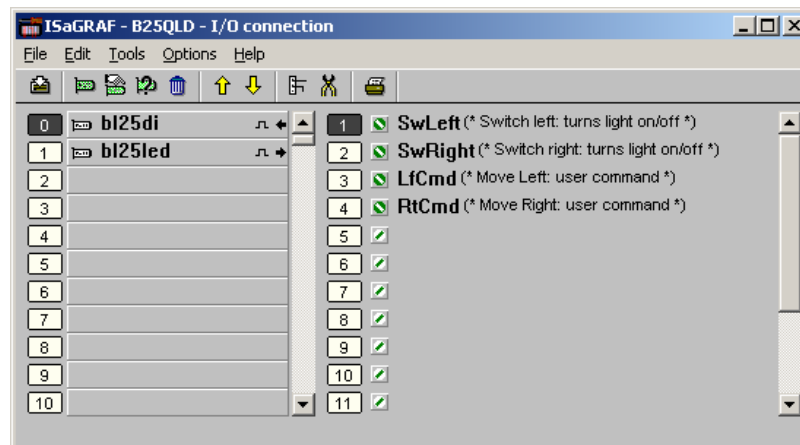 ISaGRAF - B25QLD - I/O connection
File Edit Tools Options Help
0 bl25di
1 bl25led
2
3
4
5
6
7
8
9
10
1 SwLeft (* Switch left: turns light on/off *)
2 SwRight (* Switch right: turns light on/off *)
3 LfCmd (* Move Left: user command *)
4 RtCmd (* Move Right: user command *)
5
6
7
8
9
10
11